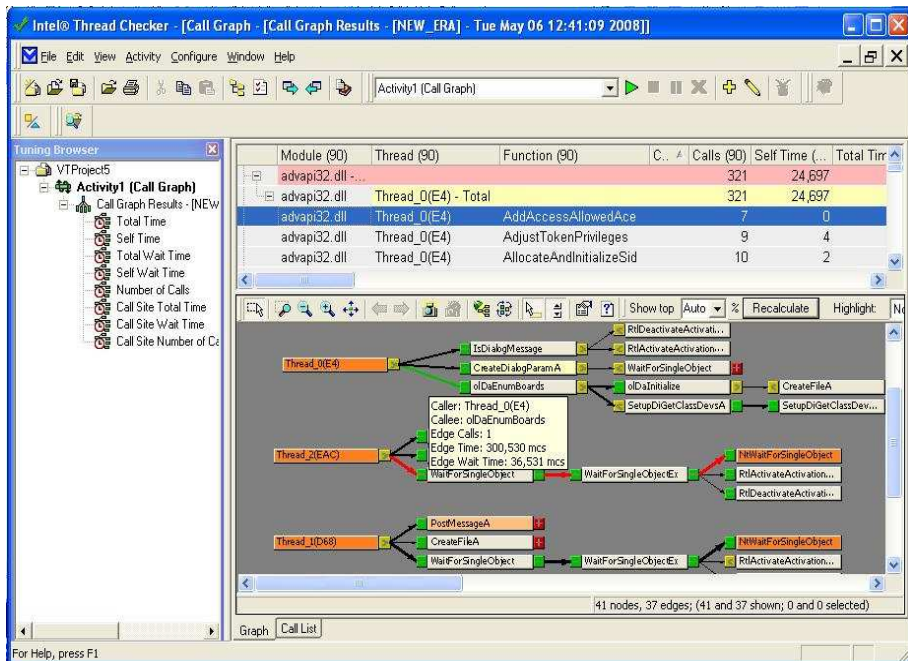 Intel® Thread Checker - [Call Graph - [Call Graph Results - [NEW_ERA] - Tue May 06 12:41:09 2008]]
File Edit View Activity Configure Window Help
Activity1 (Call Graph)
Tuning Browser
VTProject5
Activity1 (Call Graph)
Call Graph Results - [NEW
Total Time
Self Time
Total Wait Time
Self Wait Time
Number of Calls
Call Site Total Time
Call Site Wait Time
Call Site Number of Ca
Module (90) Thread (90) Function (90) C... Calls (90) Self Time (... Total Tim
advapi32.dll -... 321 24,697
advapi32.dll Thread_0(E4) - Total 321 24,697
advapi32.dll Thread_0(E4) AddAccessAllowedAce 7 0
advapi32.dll Thread_0(E4) AdjustTokenPrivileges 9 4
advapi32.dll Thread_0(E4) AllocateAndInitializeSid 10 2
Show top Auto % Recalculate Highlight: No
RtlDeactivateActivati...
IsDialogMessage RtlActivateActivation...
Thread_0(E4) CreateDialogParamA WaitForSingleObject
olDaEnumBoards olDaInitialize CreateFileA
SetupDiGetClassDevsA SetupDiGetClassDev...
Caller: Thread_0(E4)
Callee: olDaEnumBoards
Edge Calls: 1
Edge Time: 300,530 mcs
Edge Wait Time: 36,531 mcs
Thread_2(EAC) NtWaitForSingleObject
WaitForSingleObject WaitForSingleObjectEx RtlActivateActivation...
RtlDeactivateActivati...
PostMessageA
Thread_1(D68) CreateFileA NtWaitForSingleObject
WaitForSingleObject WaitForSingleObjectEx RtlActivateActivation...
41 nodes, 37 edges; (41 and 37 shown; 0 and 0 selected)
Graph Call List
For Help, press F1